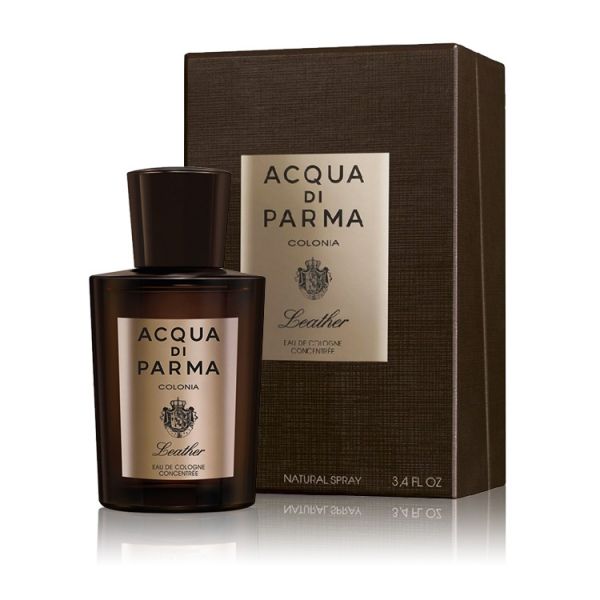 ACQUA
DI
PARMA
COLONIA
Leather
EAU DE COLOGNE
CONCENTRÉE
NATURAL SPRAY 3,4 FL OZ
ACQUA
DI
PARMA
COLONIA
Leather
EAU DE COLOGNE
CONCENTRÉE